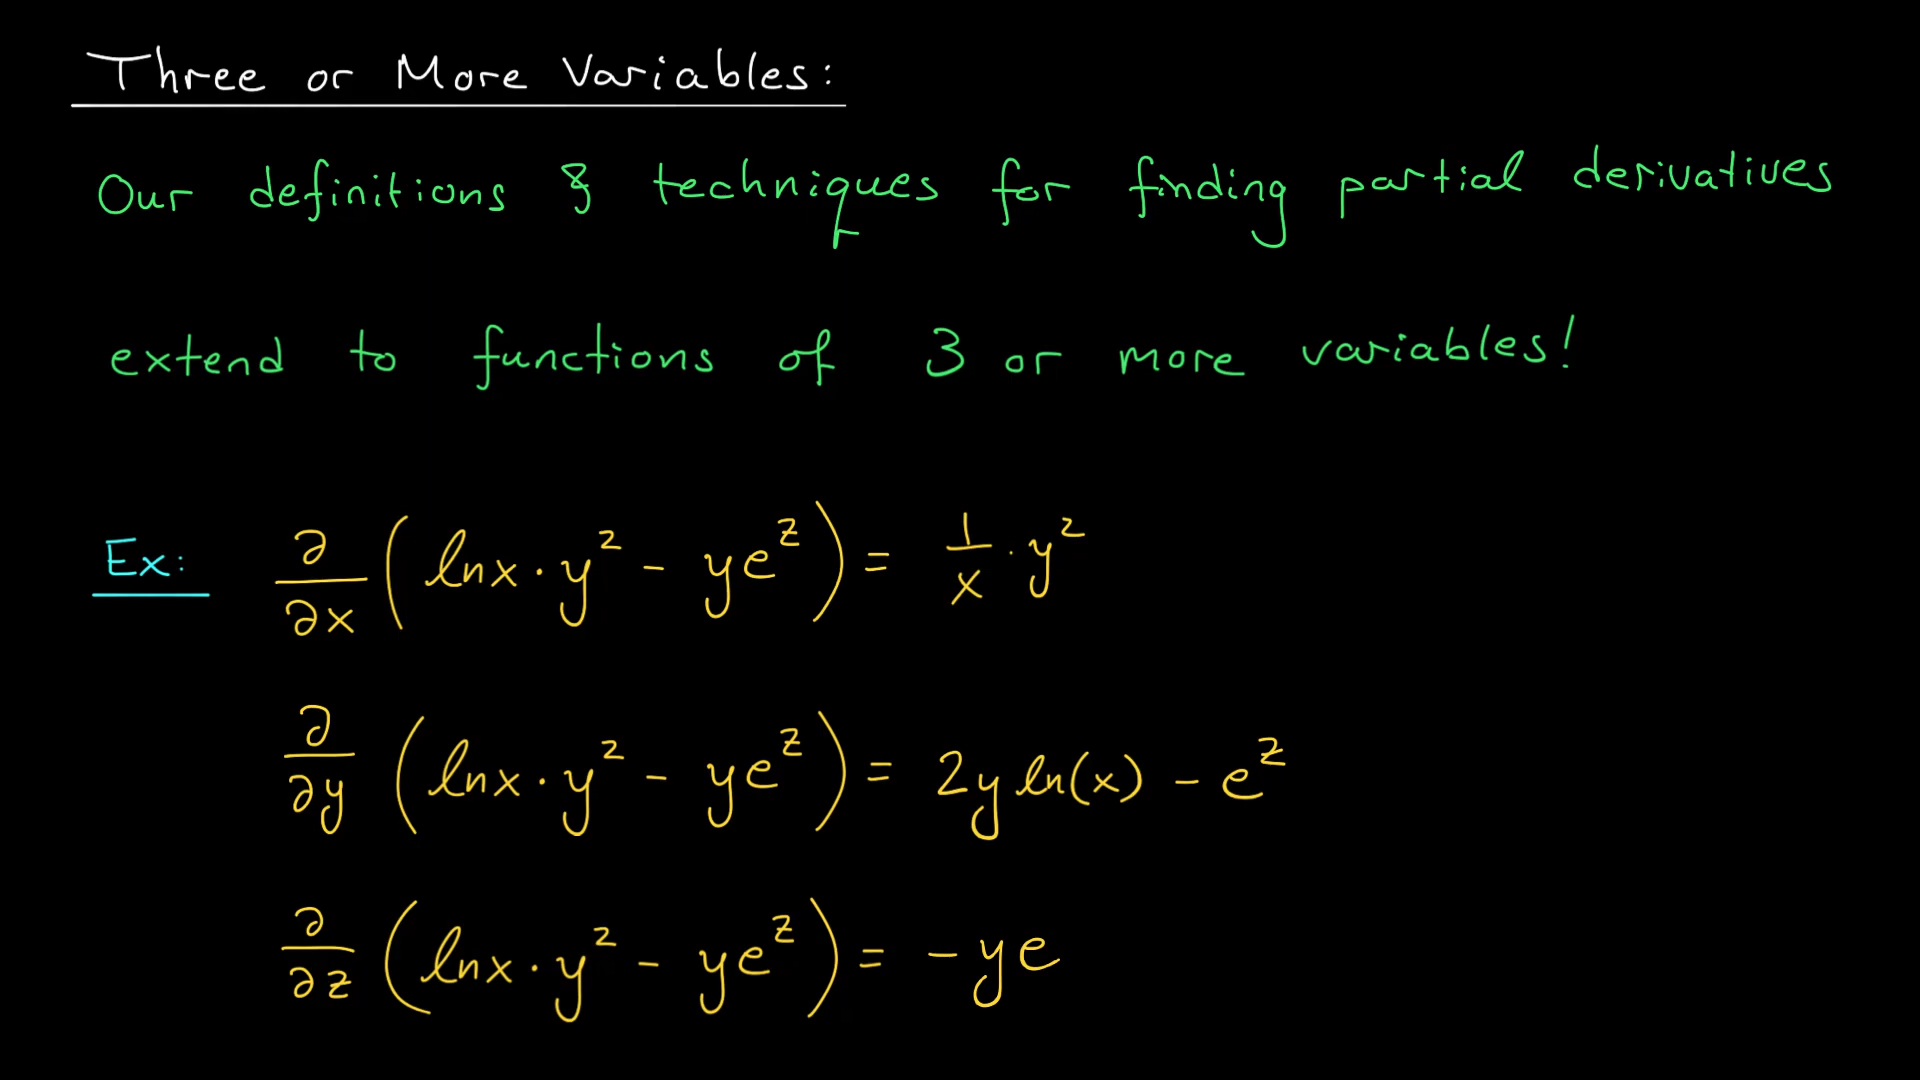 Three or More Variables:
Our definitions & techniques for finding partial derivatives
extend to functions of 3 or more variables!
Ex: ∂/∂x (lnx · y² - ye^z) = 1/x · y²
∂/∂y (lnx · y² - ye^z) = 2y ln(x) - e^z
∂/∂z (lnx · y² - ye^z) = -ye